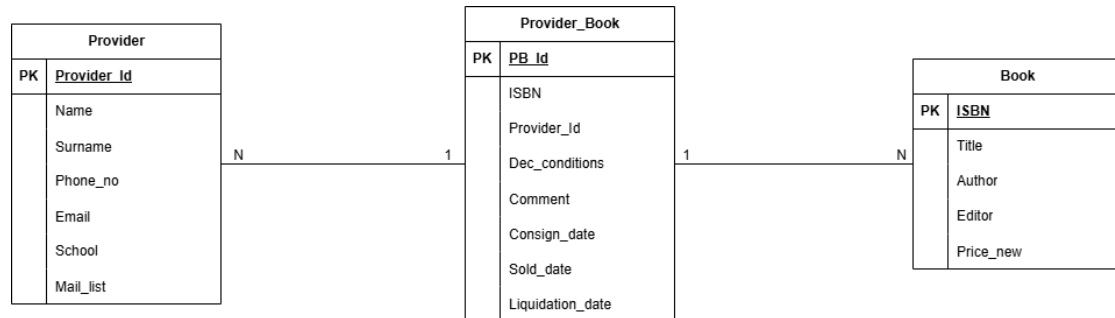 Provider
PK Provider_Id
Name
Surname
Phone_no
Email
School
Mail_list
N
1
Provider_Book
PK PB_Id
ISBN
Provider_Id
Dec_conditions
Comment
Consign_date
Sold_date
Liquidation_date
1
N
Book
PK ISBN
Title
Author
Editor
Price_new